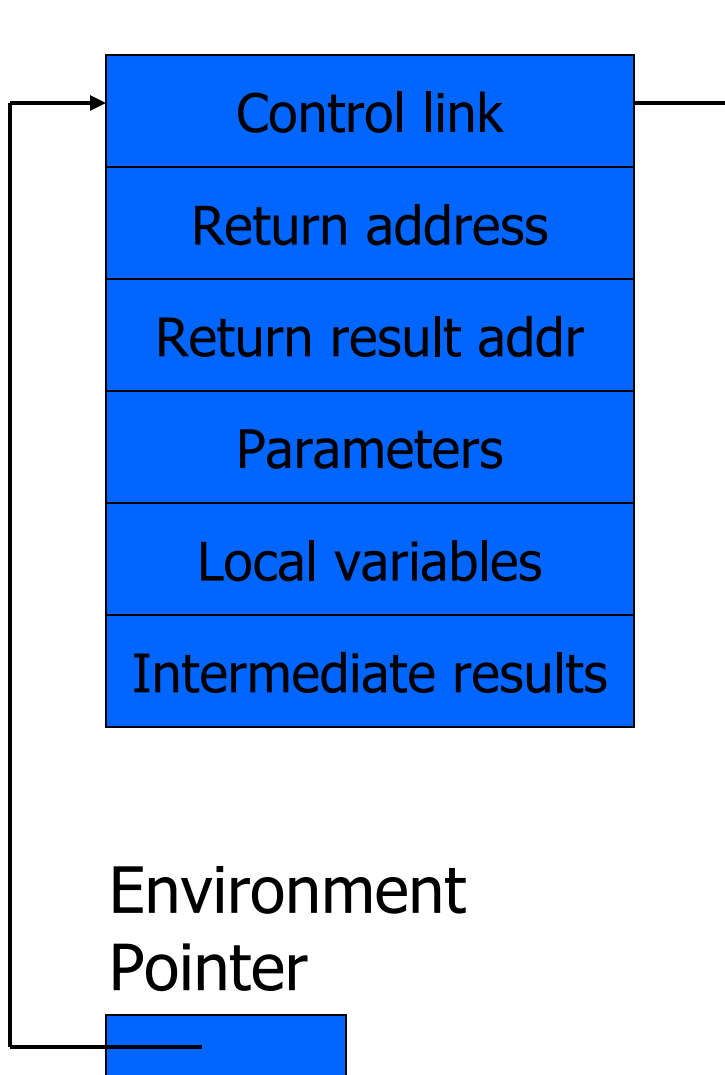 Control link
Return address
Return result addr
Parameters
Local variables
Intermediate results
Environment
Pointer